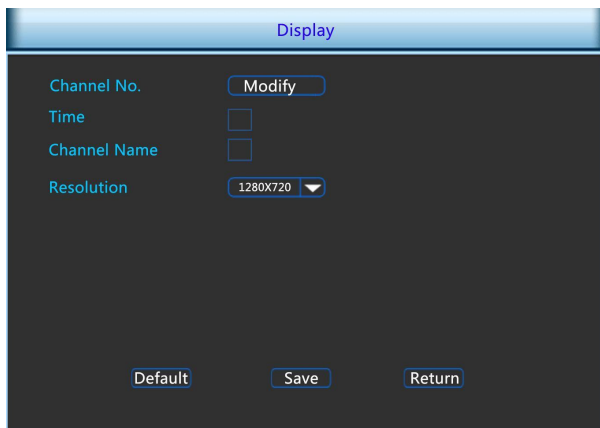 Display
Channel No. Modify
Time
Channel Name
Resolution 1280X720
Default Save Return